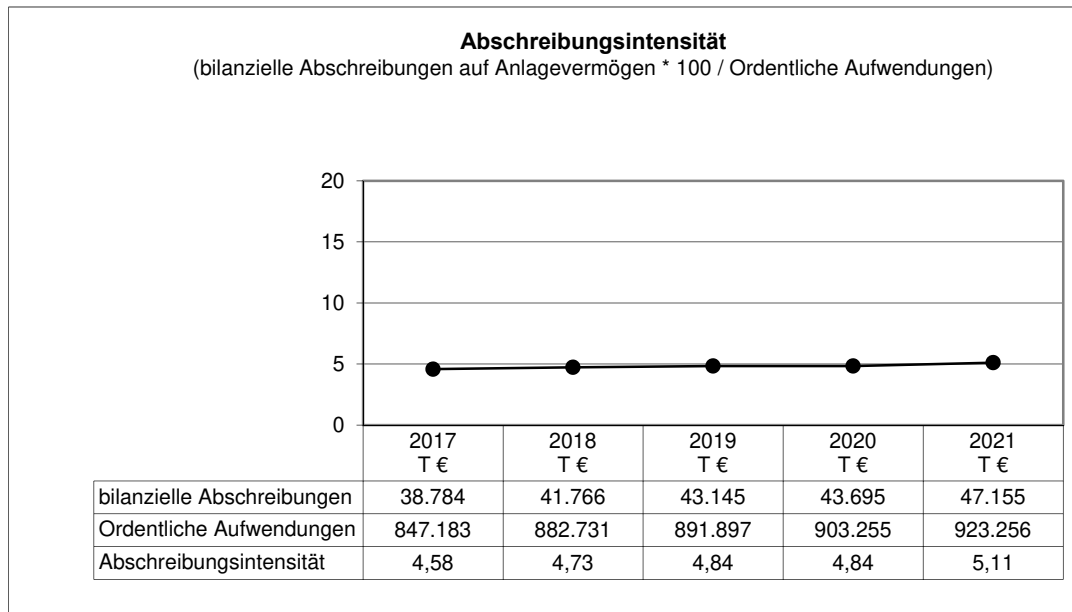 Abschreibungsintensität
(bilanzielle Abschreibungen auf Anlagevermögen * 100 / Ordentliche Aufwendungen)
20
15
10
5
0
2017 2018 2019 2020 2021
T € T € T € T € T €
bilanzielle Abschreibungen 38.784 41.766 43.145 43.695 47.155
Ordentliche Aufwendungen 847.183 882.731 891.897 903.255 923.256
Abschreibungsintensität 4,58 4,73 4,84 4,84 5,11